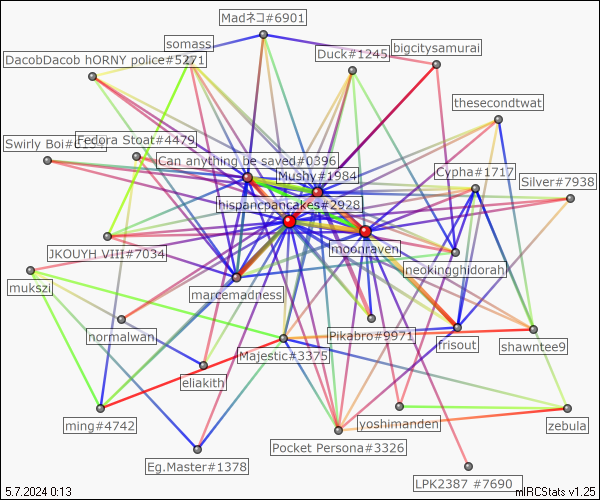 Madネコ#6901
somass
Duck#1245
bigcitysamurai
DacobDacob hORNY police#5271
thesecondtwat
Swirly Boi
Fedora Stoat#4479
Can anything be saved#0396
Mushy#1984
Cypha#1717
Silver#7938
hispancpancakes#2928
moonraven
JKOUYH VIII#7034
neokingghidorah
mukszi
marcemadness
normalwan
Pikabro#9971
frisout
shawntee9
Majestic#3375
eliakith
ming#4742
yoshimanden
zebula
Pocket Persona#3326
Eg.Master#1378
LPK2387 #7690
5.7.2024 0:13
mIRCStats v1.25